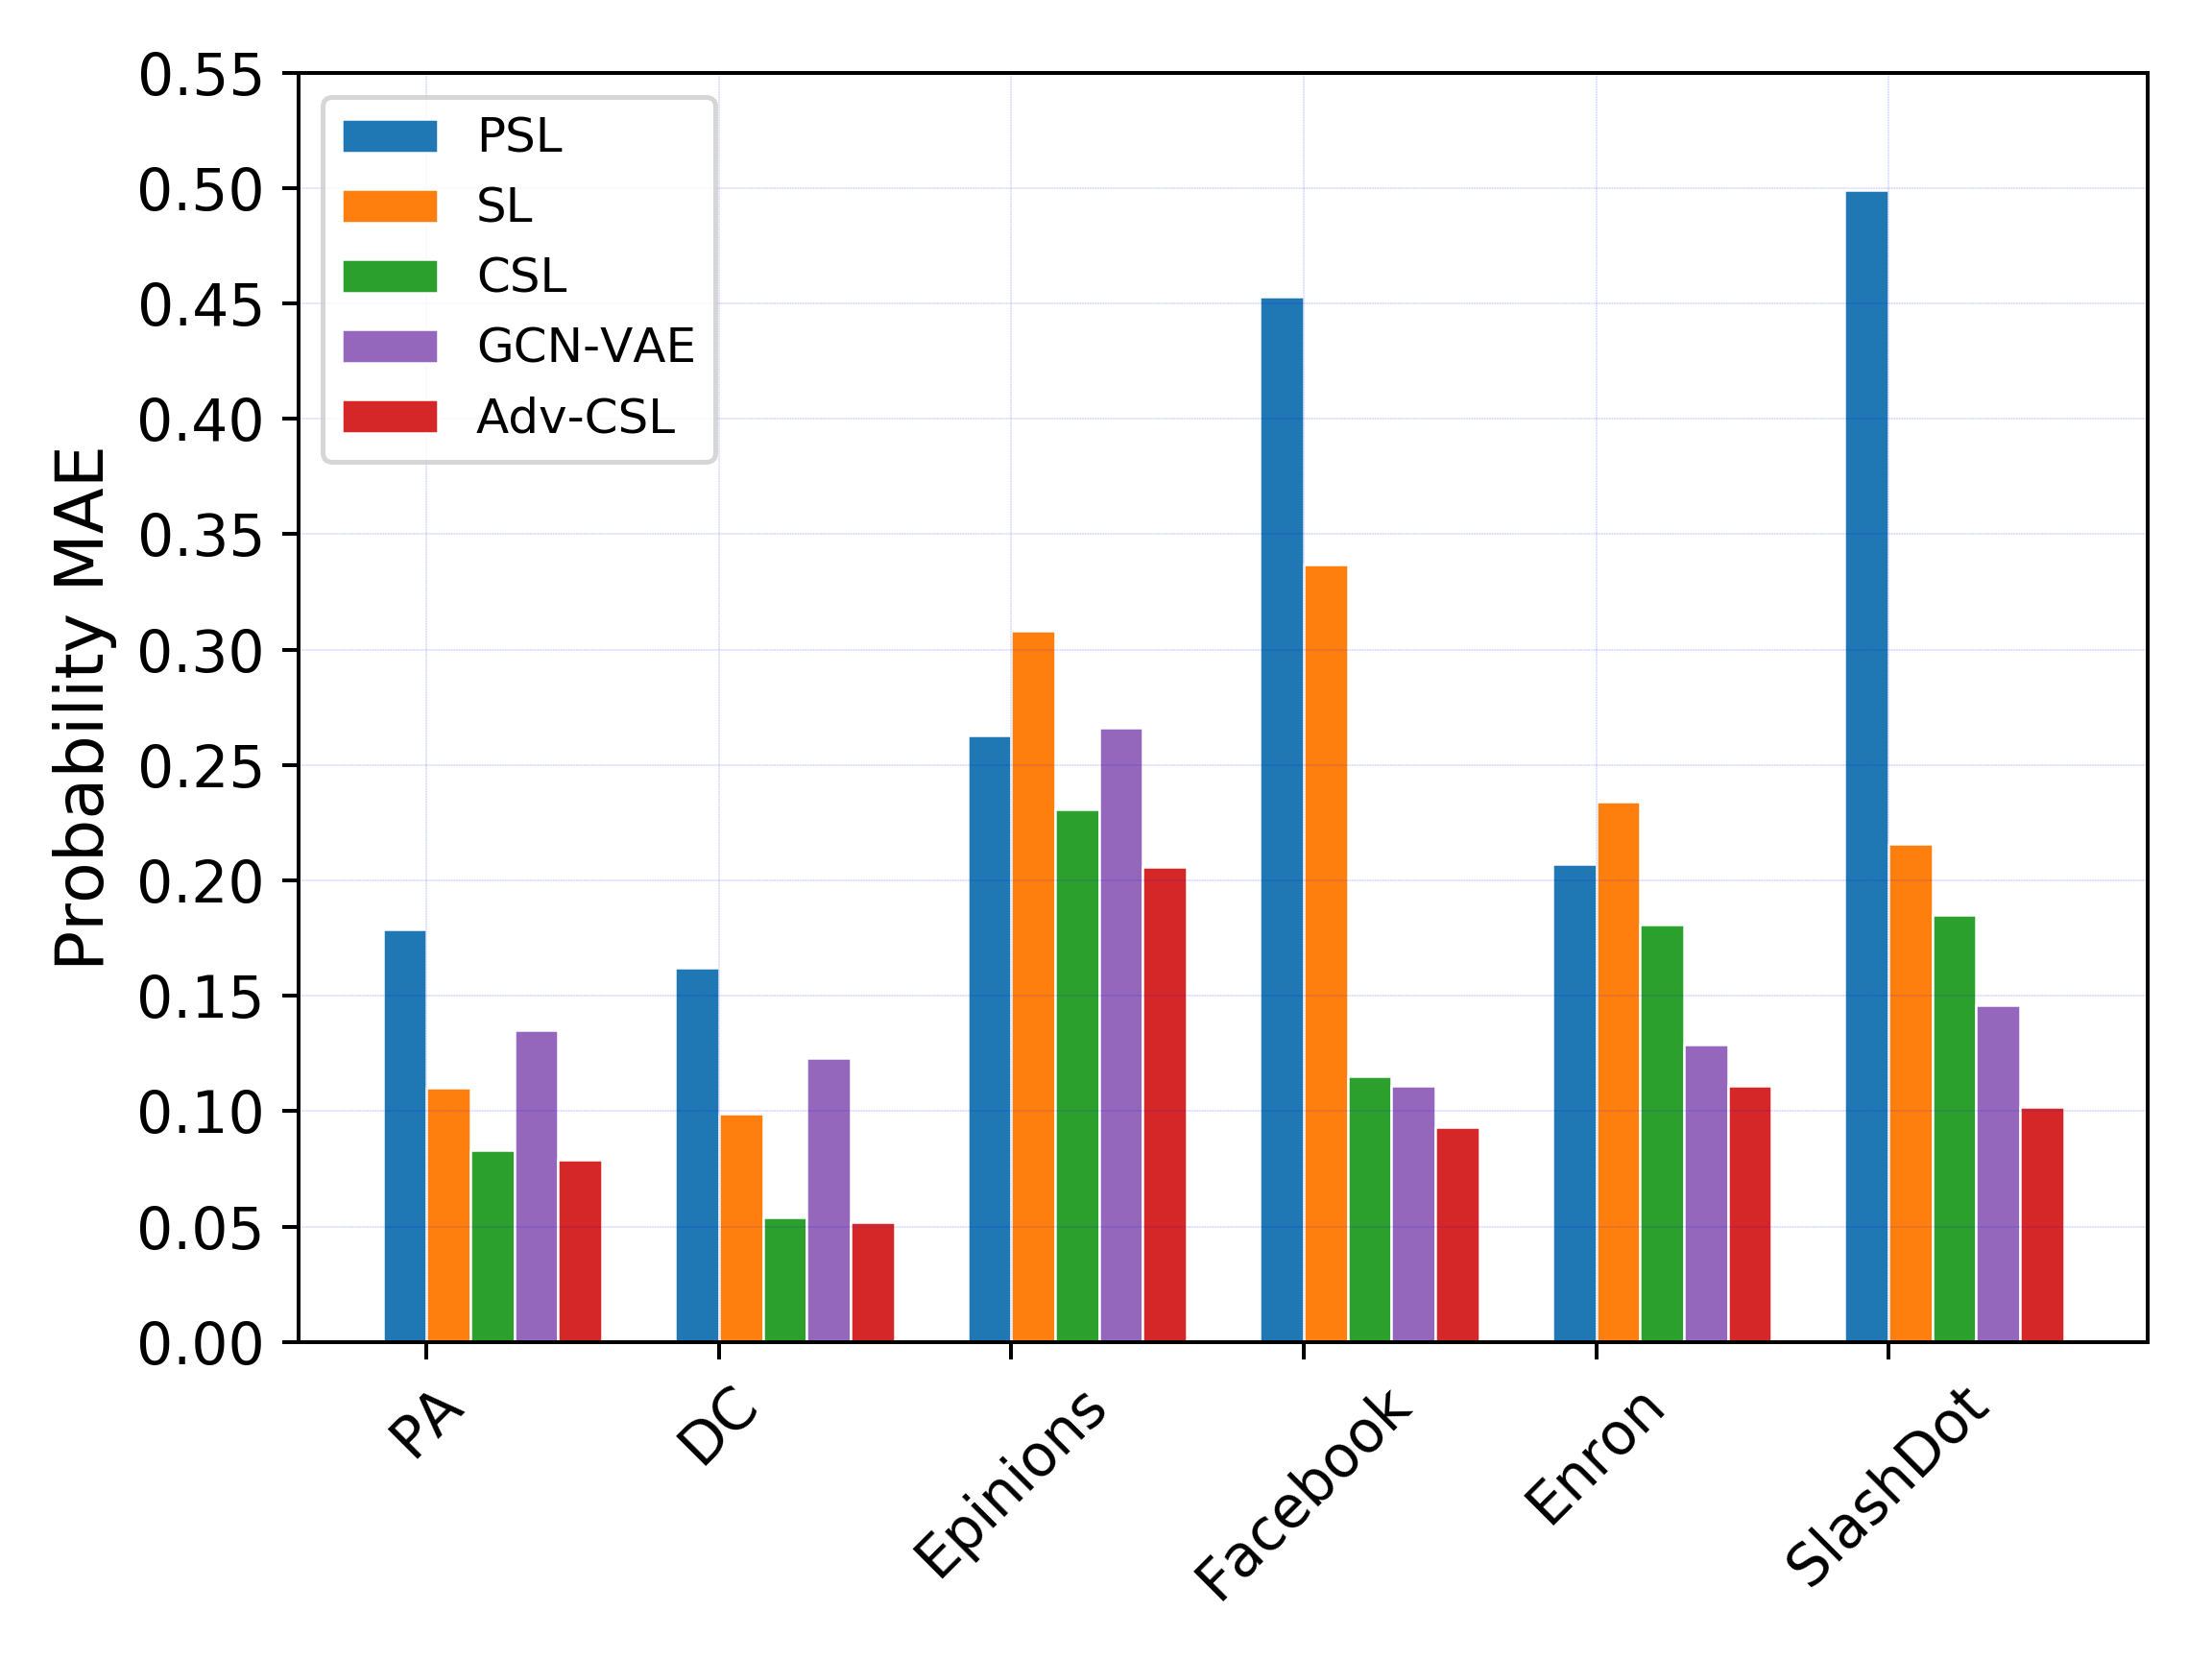 0.55
0.50
0.45
0.40
0.35
0.30
0.25
0.20
0.15
0.10
0.05
0.00
Probability MAE
PSL
SL
CSL
GCN-VAE
Adv-CSL
PA
DC
Epinions
Facebook
Enron
SlashDot